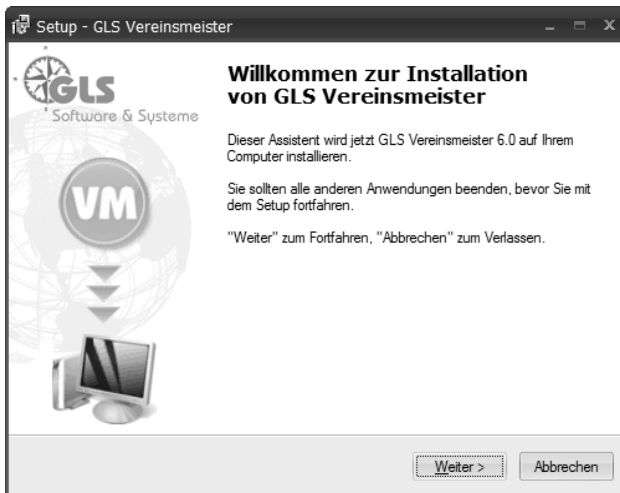 Setup - GLS Vereinsmeister
GLS
Software & Systeme
Willkommen zur Installation
von GLS Vereinsmeister
Dieser Assistent wird jetzt GLS Vereinsmeister 6.0 auf Ihrem
Computer installieren.
Sie sollten alle anderen Anwendungen beenden, bevor Sie mit
dem Setup fortfahren.
"Weiter" zum Fortfahren, "Abbrechen" zum Verlassen.
VM
Weiter >
Abbrechen